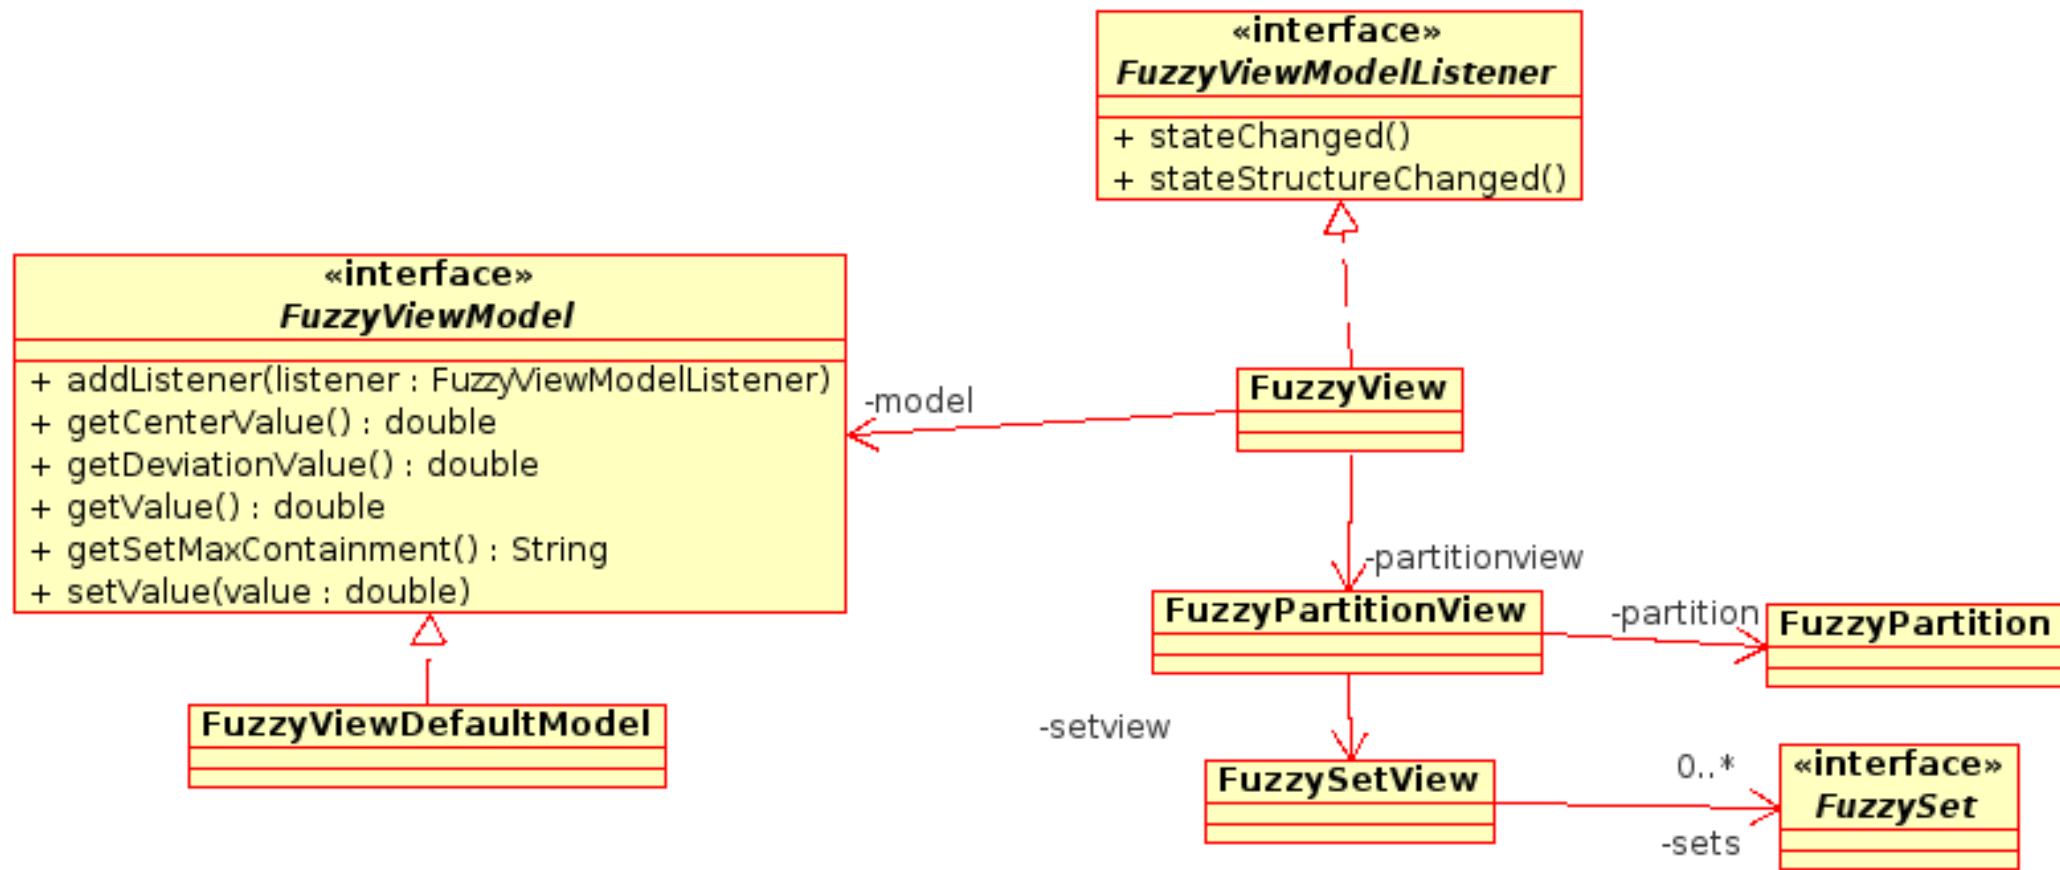 «interface»
FuzzyViewModelListener
+ stateChanged()
+ stateStructureChanged()
«interface»
FuzzyViewModel
+ addListener(listener : FuzzyViewModelListener)
+ getCenterValue() : double
+ getDeviationValue() : double
+ getValue() : double
+ getSetMaxContainment() : String
+ setValue(value : double)
-model
FuzzyView
-partitionview
FuzzyPartitionView
-partition
FuzzyPartition
FuzzyViewDefaultModel
-setview
FuzzySetView
0..*
-sets
«interface»
FuzzySet